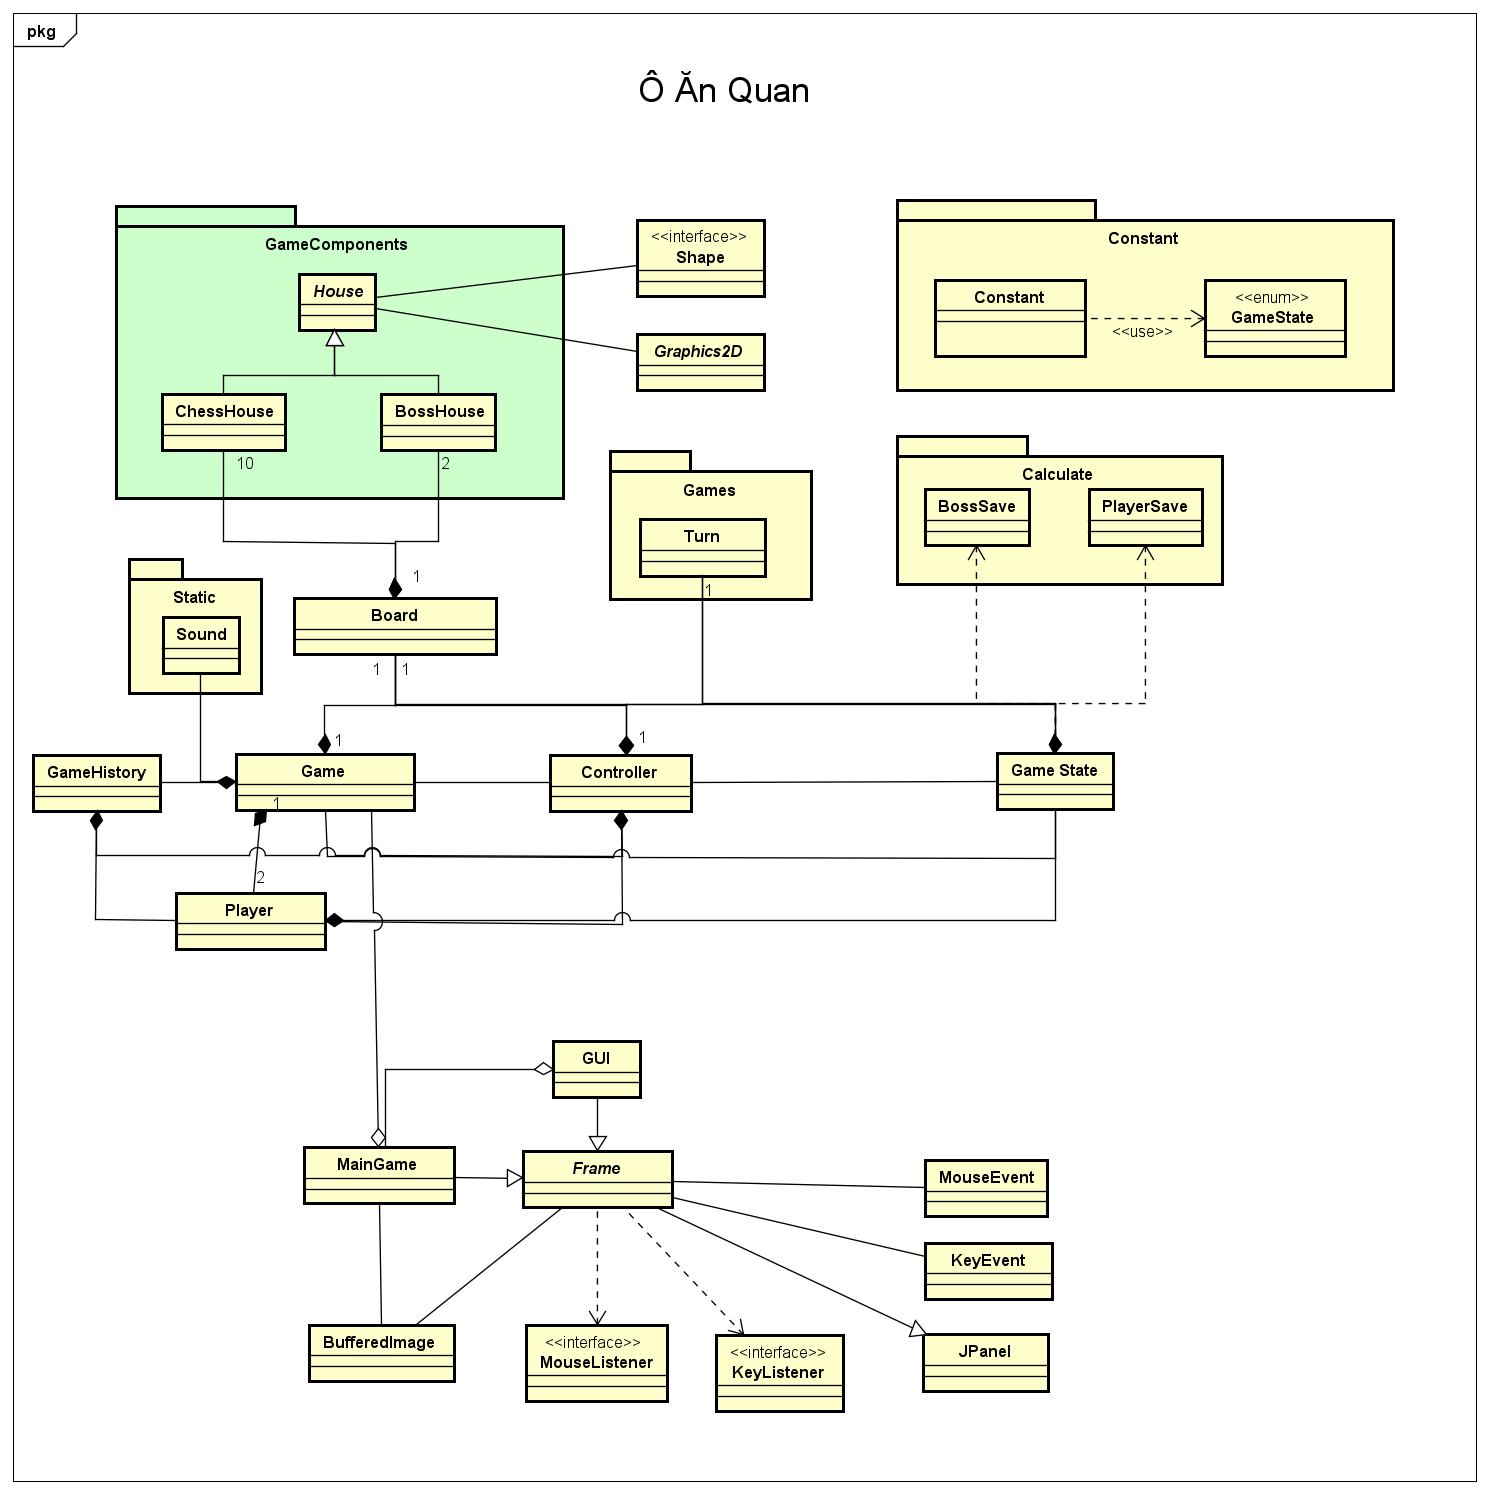 pkg
Ô Ăn Quan
GameComponents
House
ChessHouse
BossHouse
10
2
<<interface>>
Shape
Graphics2D
Constant
Constant
<<use>>
<<enum>>
GameState
Games
Turn
1
Calculate
BossSave
PlayerSave
Static
Sound
1
Board
1
1
1
1
GameHistory
Game
1
Controller
Game State
2
Player
GUI
MainGame
Frame
MouseEvent
KeyEvent
BufferedImage
<<interface>>
MouseListener
<<interface>>
KeyListener
JPanel